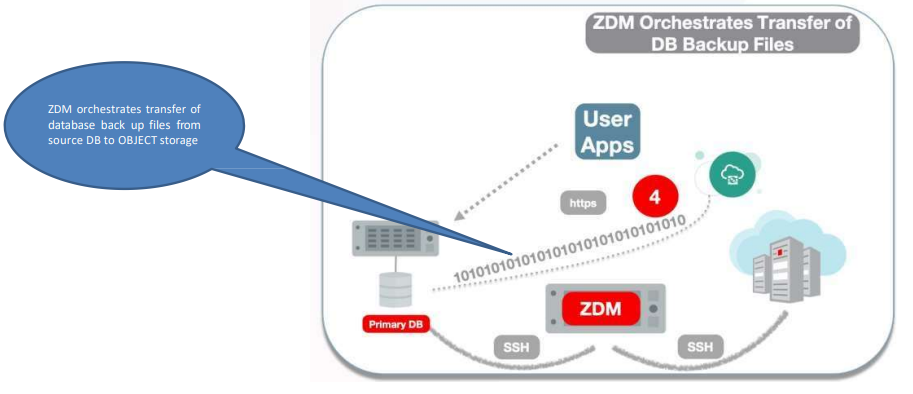 ZDM Orchestrates Transfer of
DB Backup Files
ZDM orchestrates transfer of
database back up files from
source DB to OBJECT storage
User
Apps
https
4
1010101010101010101010101010
ZDM
Primary DB
SSH
SSH